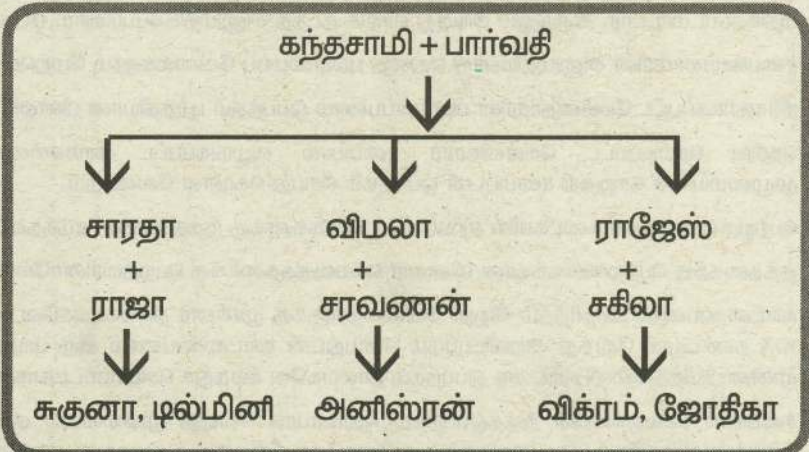 கந்தசாமி + பார்வதி
சாரதா விமலா ராஜேஸ்
+ + +
ராஜா சரவணன் சகிலா
சுகுனா, டில்மினி அனிஸ்ரன் விக்ரம், ஜோதிகா